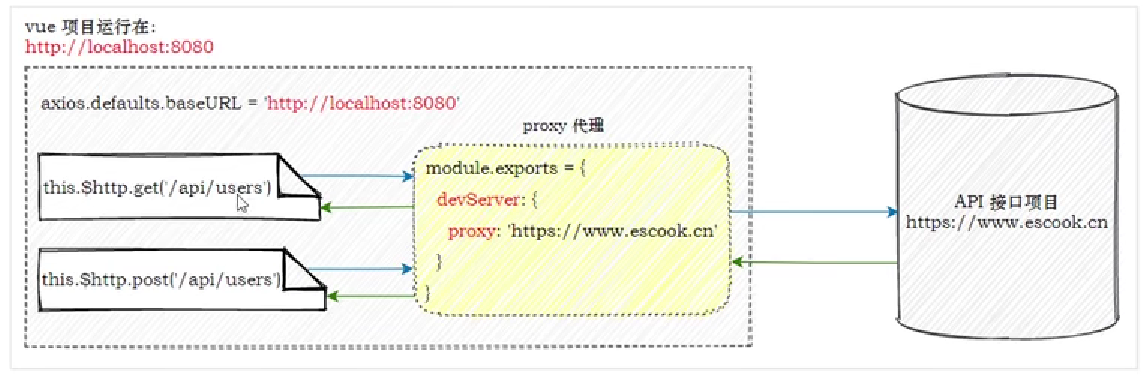 vue 项目运行在:
http://localhost:8080
axios.defaults.baseURL = 'http://localhost:8080'
proxy 代理
this.$http.get('/api/users')
this.$http.post('/api/users')
module.exports = {
devServer: {
proxy: 'https://www.escook.cn'
}
}
API 接口项目
https://www.escook.cn